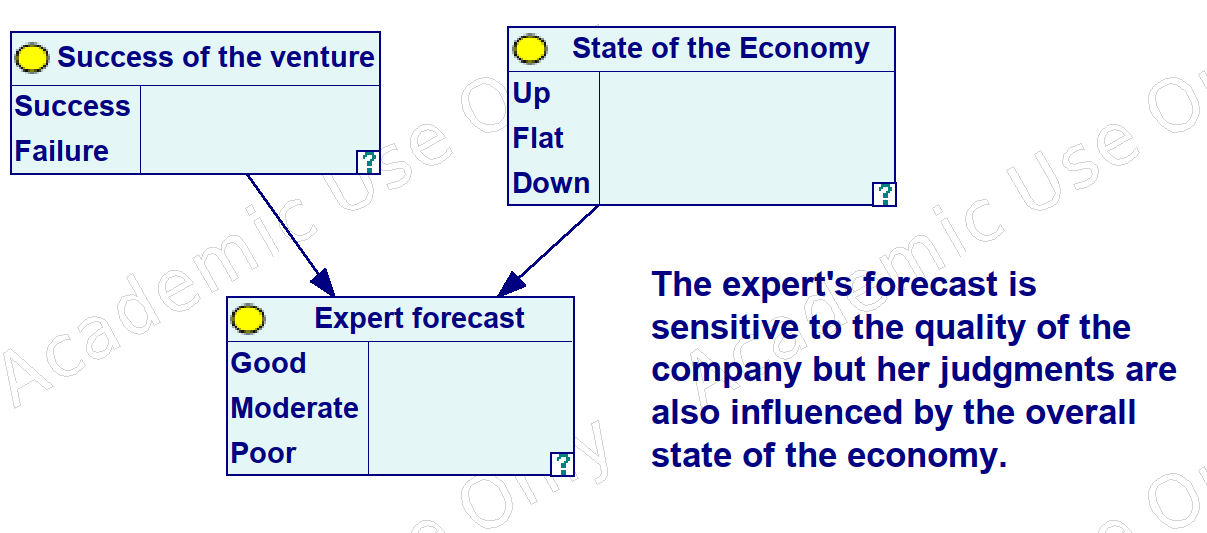 Success of the venture
Success
Failure
?
State of the Economy
Up
Flat
Down
?
Expert forecast
Good
Moderate
Poor
?
The expert's forecast is
sensitive to the quality of the
company but her judgments are
also influenced by the overall
state of the economy.
Academic Use Only
Academic Use Only